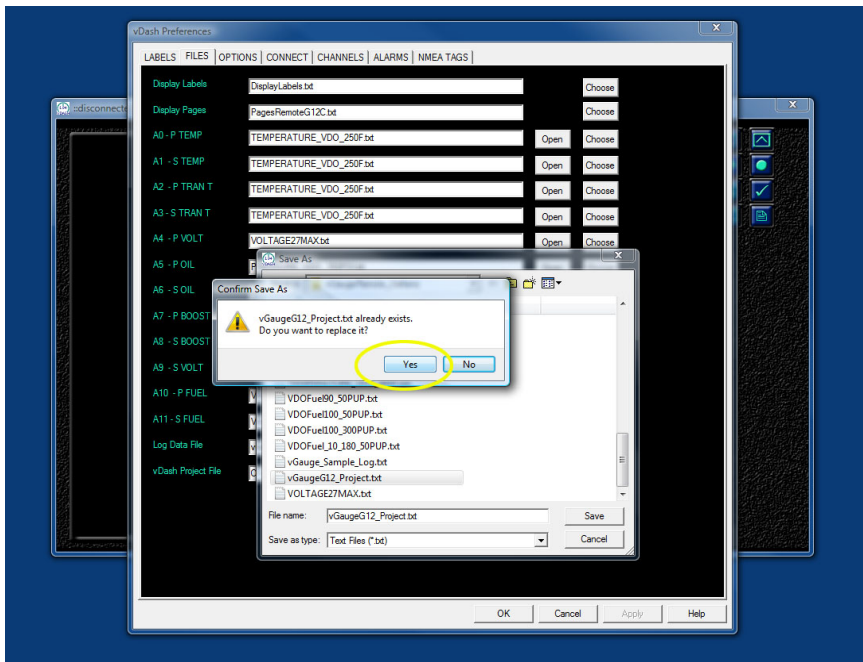 vDash Preferences
LABELS FILES OPTIONS CONNECT CHANNELS ALARMS NMEA TAGS
Display Labels DisplayLabels.txt Choose
::disconnecte
Display Pages PagesRemoteG12C.txt Choose
A0 - P TEMP TEMPERATURE_VDO_250F.txt Open Choose
A1 - S TEMP TEMPERATURE_VDO_250F.txt Open Choose
A2 - P TRAN T TEMPERATURE_VDO_250F.txt Open Choose
A3 - S TRAN T TEMPERATURE_VDO_250F.txt Open Choose
A4 - P VOLT VOLTAGE27MAX.txt Open Choose
A5 - P OIL
Save As
A6 - S OIL
Confirm Save As
A7 - P BOOST
vGaugeG12_Project.txt already exists.
Do you want to replace it?
A8 - S BOOST
A9 - S VOLT
Yes No
A10 - P FUEL
VDOFuel90_50PUP.txt
VDOFuel100_50PUP.txt
A11 - S FUEL
VDOFuel100_300PUP.txt
Log Data File
VDOFuel_10_180_50PUP.txt
vGauge_Sample_Log.txt
vDash Project File
vGaugeG12_Project.txt
VOLTAGE27MAX.txt
File name: vGaugeG12_Project.txt Save
Save as type: Text Files (*.txt) Cancel
OK Cancel Apply Help